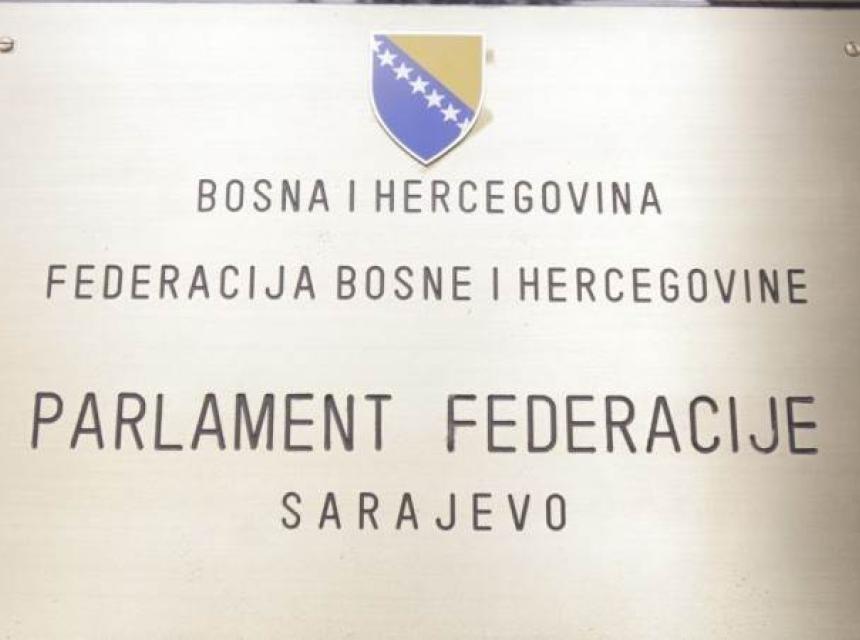 BOSNA I HERCEGOVINA
FEDERACIJA BOSNE I HERCEGOVINE
PARLAMENT FEDERACIJE
SARAJEVO